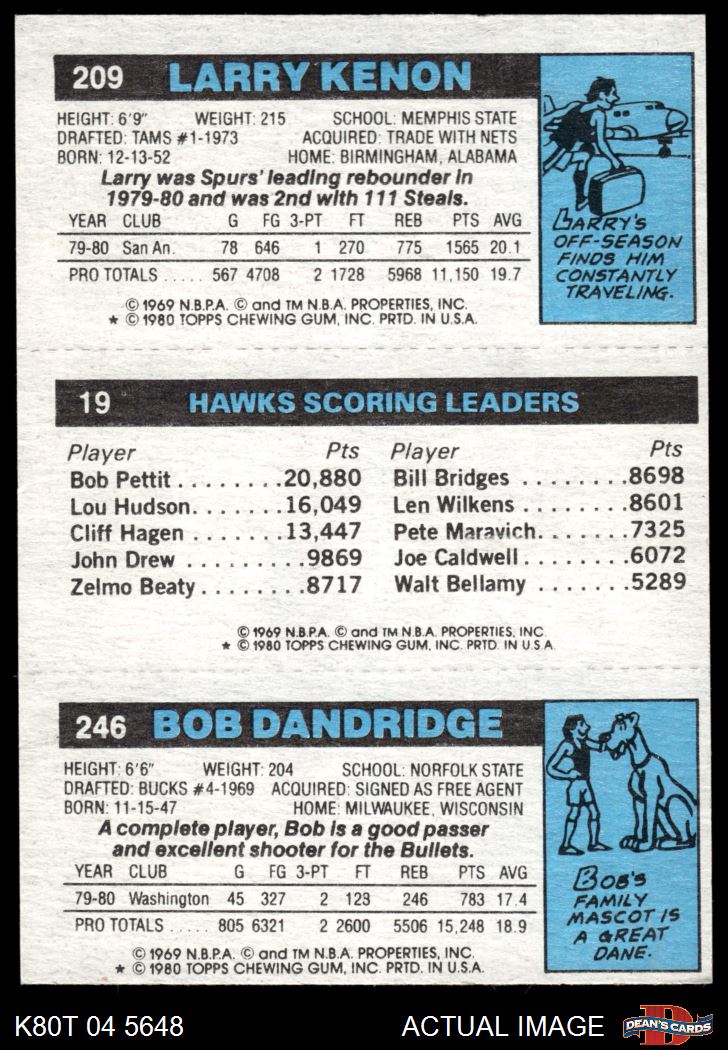 209 LARRY KENON
HEIGHT: 6'9" WEIGHT: 215 SCHOOL: MEMPHIS STATE
DRAFTED: TAMS #1-1973 ACQUIRED: TRADE WITH NETS
BORN: 12-13-52 HOME: BIRMINGHAM, ALABAMA
Larry was Spurs' leading rebounder in
1979-80 and was 2nd with 111 Steals.
YEAR CLUB G FG 3-PT FT REB PTS AVG
79-80 San An. 78 646 1 270 775 1565 20.1
PRO TOTALS ..... 567 4708 2 1728 5968 11,150 19.7
© 1969 N.B.P.A. © and TM N.B.A. PROPERTIES, INC.
★ © 1980 TOPPS CHEWING GUM, INC. PRTD. IN U.S.A.
LARRY'S
OFF-SEASON
FINDS HIM
CONSTANTLY
TRAVELING.
19 HAWKS SCORING LEADERS
Player Pts Player Pts
Bob Pettit ........20,880 Bill Bridges ........8698
Lou Hudson.......16,049 Len Wilkens ........8601
Cliff Hagen ........13,447 Pete Maravich.......7325
John Drew ..........9869 Joe Caldwell ........6072
Zelmo Beaty ........8717 Walt Bellamy .......5289
© 1969 N.B.P.A. © and TM N.B.A. PROPERTIES, INC.
★ © 1980 TOPPS CHEWING GUM, INC. PRTD. IN U.S.A.
246 BOB DANDRIDGE
HEIGHT: 6'6" WEIGHT: 204 SCHOOL: NORFOLK STATE
DRAFTED: BUCKS #4-1969 ACQUIRED: SIGNED AS FREE AGENT
BORN: 11-15-47 HOME: MILWAUKEE, WISCONSIN
A complete player, Bob is a good passer
and excellent shooter for the Bullets.
YEAR CLUB G FG 3-PT FT REB PTS AVG
79-80 Washington 45 327 2 123 246 783 17.4
PRO TOTALS ..... 805 6321 2 2600 5506 15,248 18.9
© 1969 N.B.P.A. © and TM N.B.A. PROPERTIES, INC.
★ © 1980 TOPPS CHEWING GUM, INC. PRTD. IN U.S.A.
BOB'S
FAMILY
MASCOT IS
A GREAT
DANE.
K80T 04 5648 ACTUAL IMAGE DEAN'S CARDS